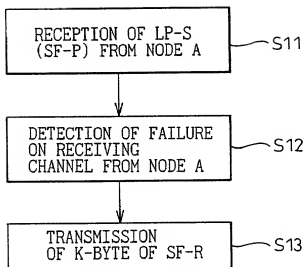 RECEPTION OF LP-S
(SF-P) FROM NODE A
S11
DETECTION OF FAILURE
ON RECEIVING
CHANNEL FROM NODE A
S12
TRANSMISSION
OF K-BYTE OF SF-R
S13